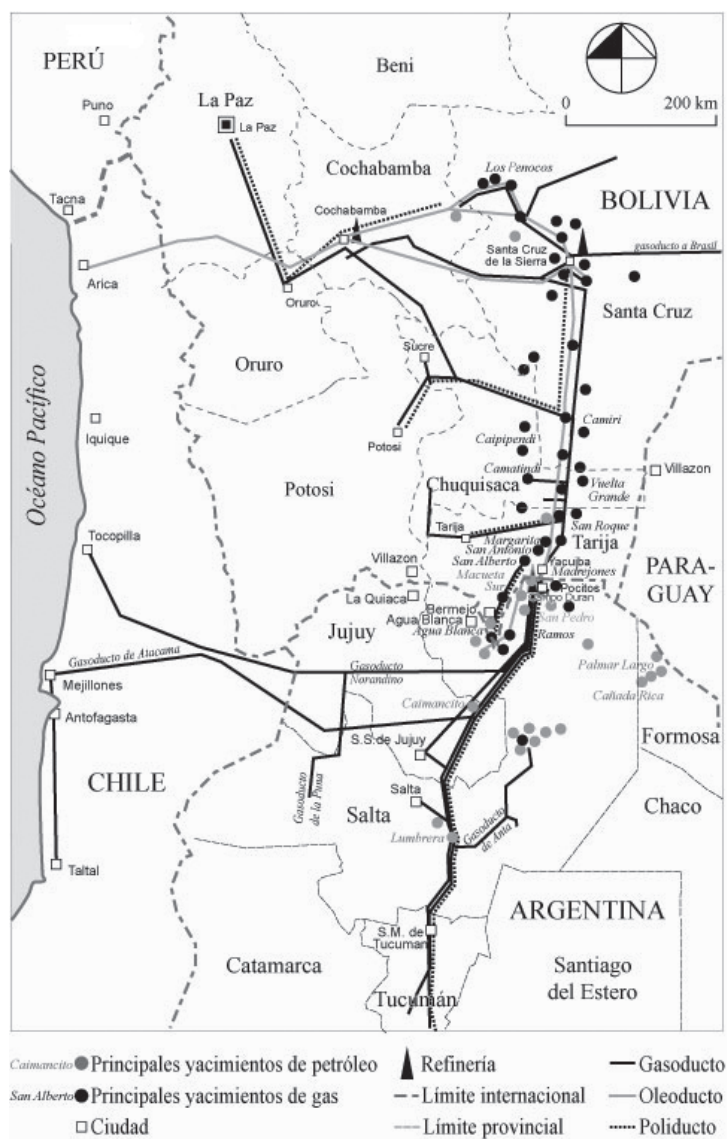 PERÚ
Beni
0
200 km
Puno
La Paz
La Paz
Cochabamba
Los Penocos
BOLIVIA
Tacna
Cochabamba
Santa Cruz
de la Sierra
gasoducto a Brasil
Arica
Oruro
Santa Cruz
Oruro
Sucre
Océano Pacífico
Iquique
Potosi
Camiri
Caipipendi
Camatindi
Villazon
Potosi
Chuquisaca
Vuelta
Grande
Tarija
San Roque
Margarita
Tarija
San Antonio
San Alberto
Tocopilla
Villazon
Macueta
Sur
Yacuiba
Madrejones
Pocitos
Campo Duran
PARA-
GUAY
La Quiaca
Bermejo
Agua Blanca
Agua Blanca
San Pedro
Jujuy
Ramos
Gasoducto de Atacama
Gasoducto
Norandino
Palmar Largo
Cañada Rica
Mejillones
Caimancito
Antofagasta
S.S.de Jujuy
Formosa
CHILE
Gasoducto
de la Puna
Salta
Salta
Chaco
Lumbrera
Gasoducto
de Anta
Taltal
ARGENTINA
S.M. de
Tucuman
Catamarca
Santiago
del Estero
Tucumán
Caimancito Principales yacimientos de petróleo
Refinería
Gasoducto
San Alberto Principales yacimientos de gas
Límite internacional
Oleoducto
Ciudad
Límite provincial
Poliducto